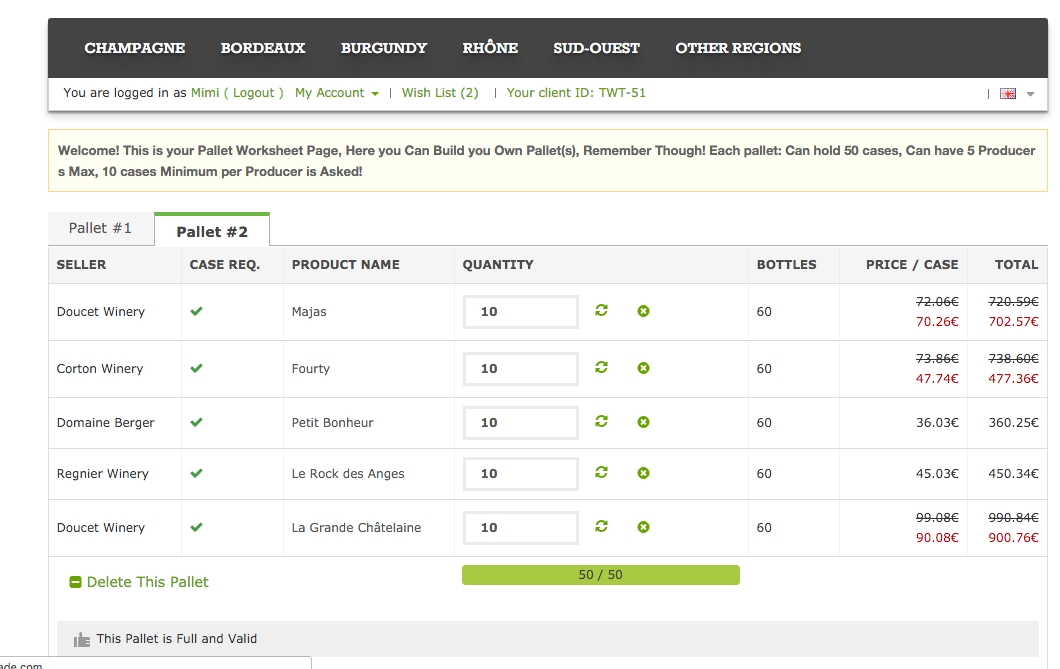 CHAMPAGNE BORDEAUX BURGUNDY RHÔNE SUD-OUEST OTHER REGIONS
You are logged in as Mimi ( Logout ) My Account | Wish List (2) | Your client ID: TWT-51 |
Welcome! This is your Pallet Worksheet Page, Here you Can Build you Own Pallet(s), Remember Though! Each pallet: Can hold 50 cases, Can have 5 Producer
s Max, 10 cases Minimum per Producer is Asked!
Pallet #1 Pallet #2
SELLER CASE REQ. PRODUCT NAME QUANTITY BOTTLES PRICE / CASE TOTAL
72.06€ 720.59€
Doucet Winery Majas 10 60
70.26€ 702.57€
73.86€ 738.60€
Corton Winery Fourty 10 60
47.74€ 477.36€
Domaine Berger Petit Bonheur 10 60 36.03€ 360.25€
Regnier Winery Le Rock des Anges 10 60 45.03€ 450.34€
99.08€ 990.84€
Doucet Winery La Grande Châtelaine 10 60
90.08€ 900.76€
Delete This Pallet 50 / 50
This Pallet is Full and Valid
ade.com